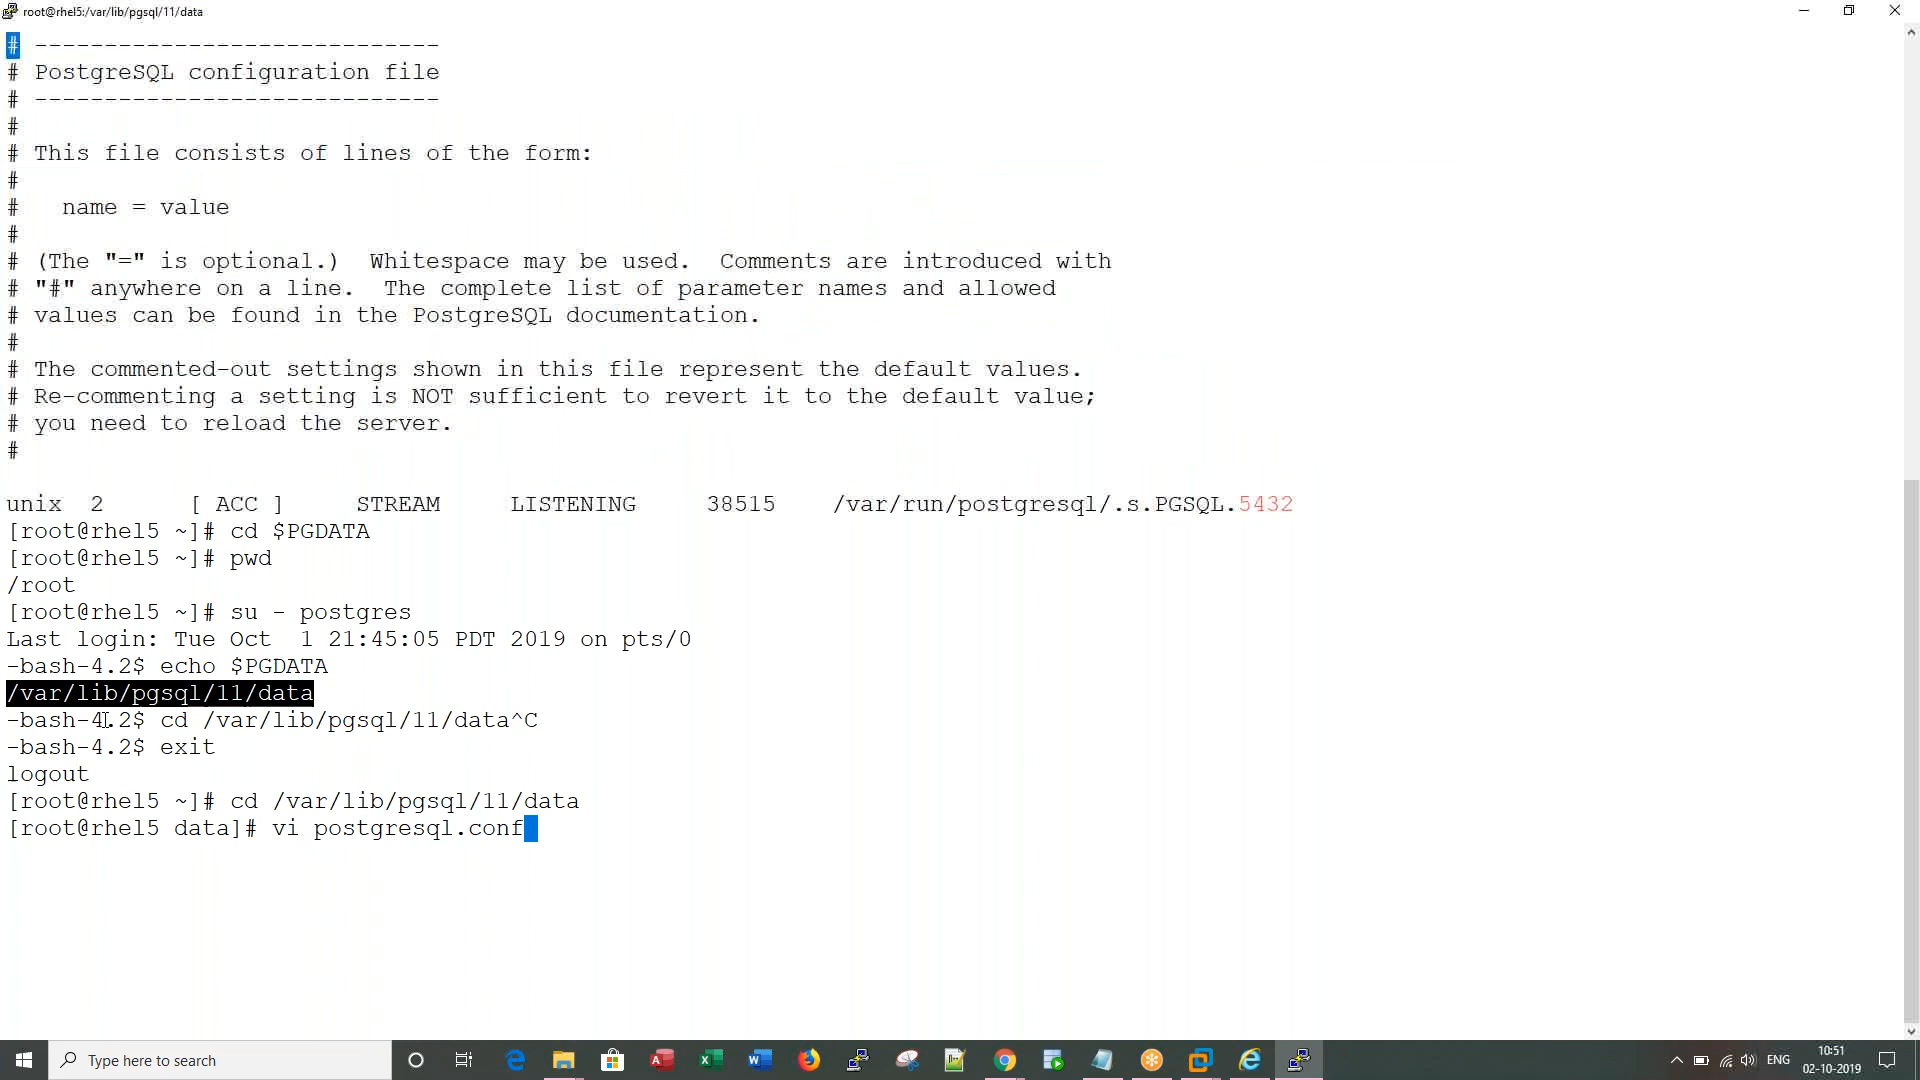 root@rhel5:/var/lib/pgsql/11/data
# -----------------------------
# PostgreSQL configuration file
# -----------------------------
#
# This file consists of lines of the form:
#
#   name = value
#
# (The "=" is optional.)  Whitespace may be used.  Comments are introduced with
# "#" anywhere on a line.  The complete list of parameter names and allowed
# values can be found in the PostgreSQL documentation.
#
# The commented-out settings shown in this file represent the default values.
# Re-commenting a setting is NOT sufficient to revert it to the default value;
# you need to reload the server.
#
unix  2      [ ACC ]     STREAM     LISTENING     38515    /var/run/postgresql/.s.PGSQL.5432
[root@rhel5 ~]# cd $PGDATA
[root@rhel5 ~]# pwd
/root
[root@rhel5 ~]# su - postgres
Last login: Tue Oct  1 21:45:05 PDT 2019 on pts/0
-bash-4.2$ echo $PGDATA
/var/lib/pgsql/11/data
-bash-4.2$ cd /var/lib/pgsql/11/data^C
-bash-4.2$ exit
logout
[root@rhel5 ~]# cd /var/lib/pgsql/11/data
[root@rhel5 data]# vi postgresql.conf
Type here to search
ENG
10:51
02-10-2019